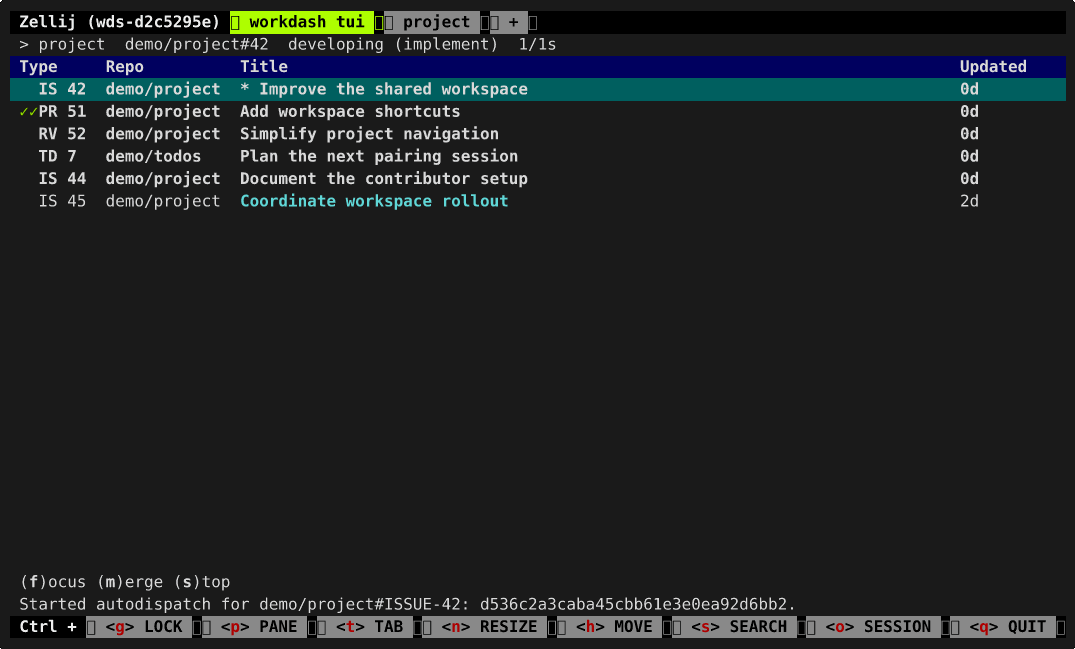 Zellij (wds-d2c5295e) workdash tui project +
> project demo/project#42 developing (implement) 1/1s
Type Repo Title Updated
IS 42 demo/project * Improve the shared workspace 0d
✓✓PR 51 demo/project Add workspace shortcuts 0d
RV 52 demo/project Simplify project navigation 0d
TD 7 demo/todos Plan the next pairing session 0d
IS 44 demo/project Document the contributor setup 0d
IS 45 demo/project Coordinate workspace rollout 2d
(f)ocus (m)erge (s)top
Started autodispatch for demo/project#ISSUE-42: d536c2a3caba45cbb61e3e0ea92d6bb2.
Ctrl + <g> LOCK <p> PANE <t> TAB <n> RESIZE <h> MOVE <s> SEARCH <o> SESSION <q> QUIT